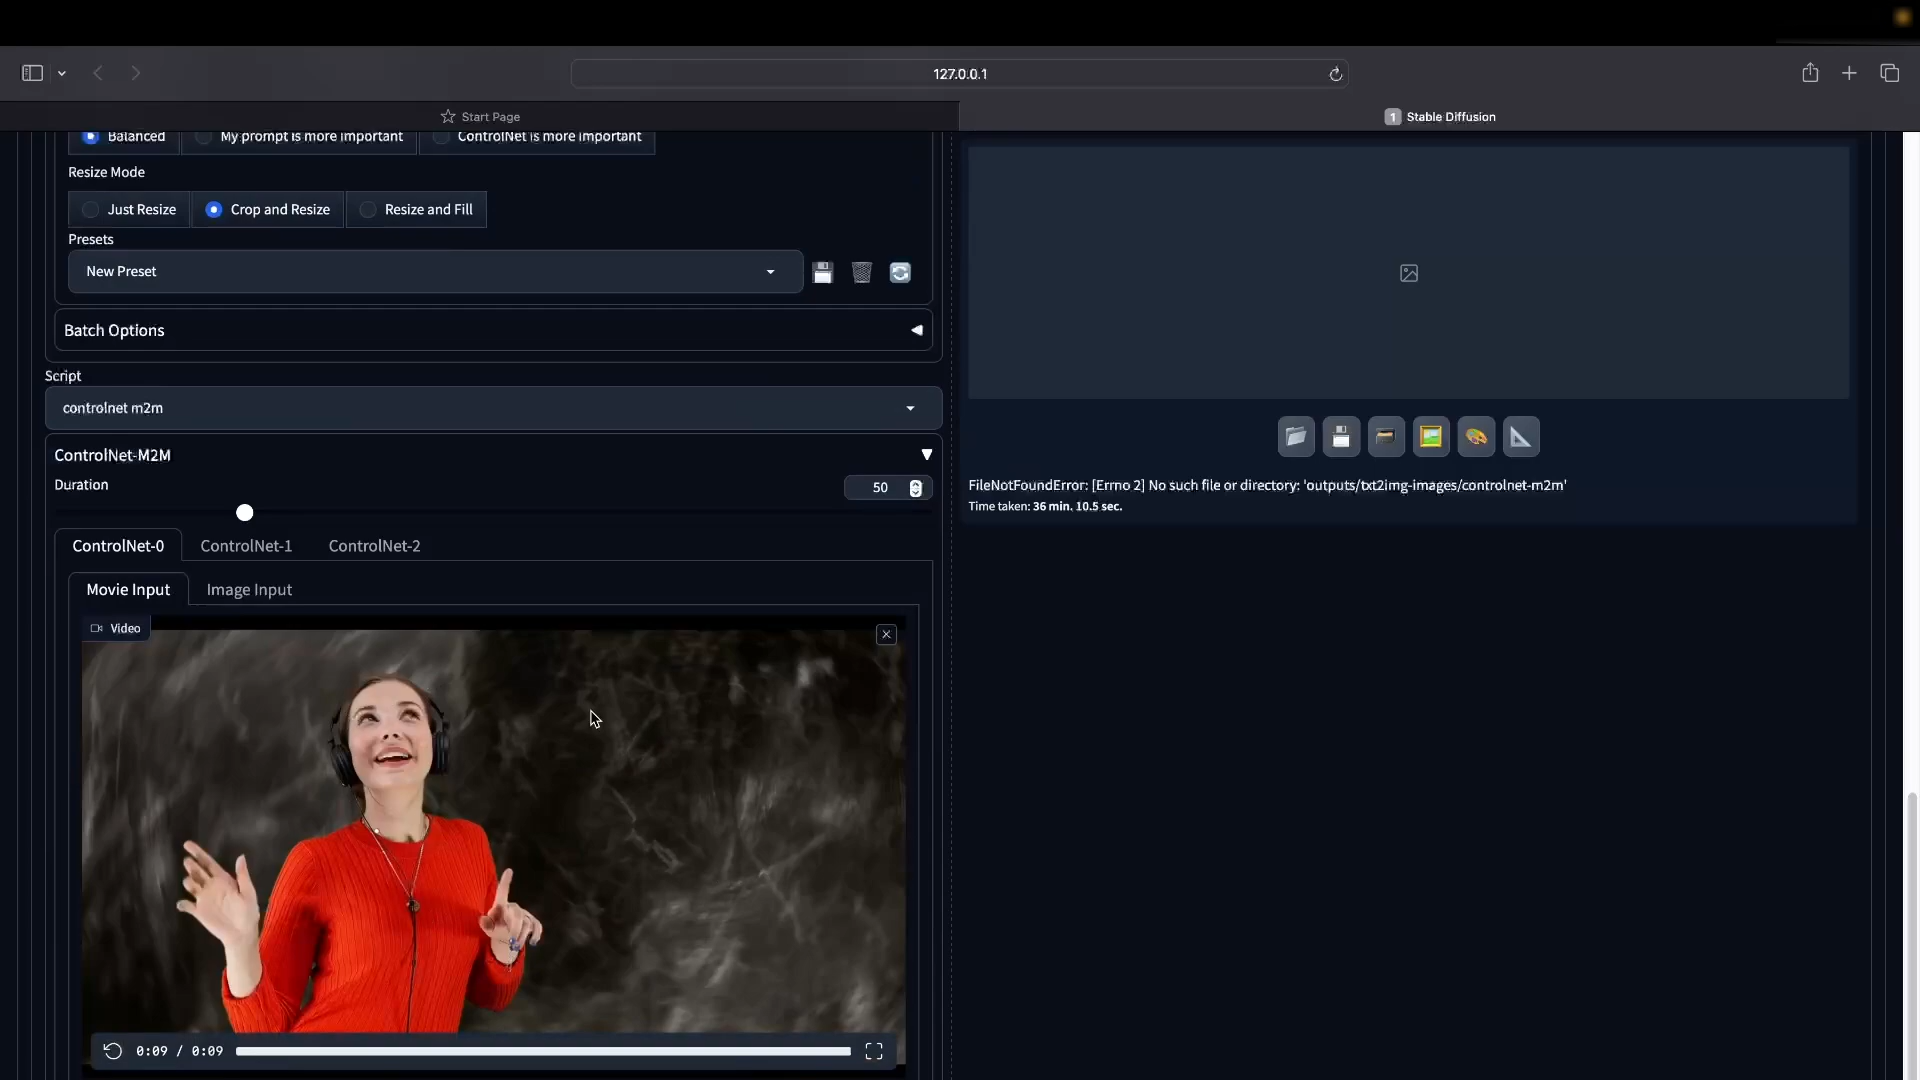 127.0.0.1
Start Page
1 Stable Diffusion
Balanced
My prompt is more important
ControlNet is more important
Resize Mode
Just Resize
Crop and Resize
Resize and Fill
Presets
New Preset
Batch Options
Script
controlnet m2m
ControlNet-M2M
Duration
50
FileNotFoundError: [Errno 2] No such file or directory: 'outputs/txt2img-images/controlnet-m2m'
Time taken: 36 min. 10.5 sec.
ControlNet-0
ControlNet-1
ControlNet-2
Movie Input
Image Input
Video
0:09 / 0:09